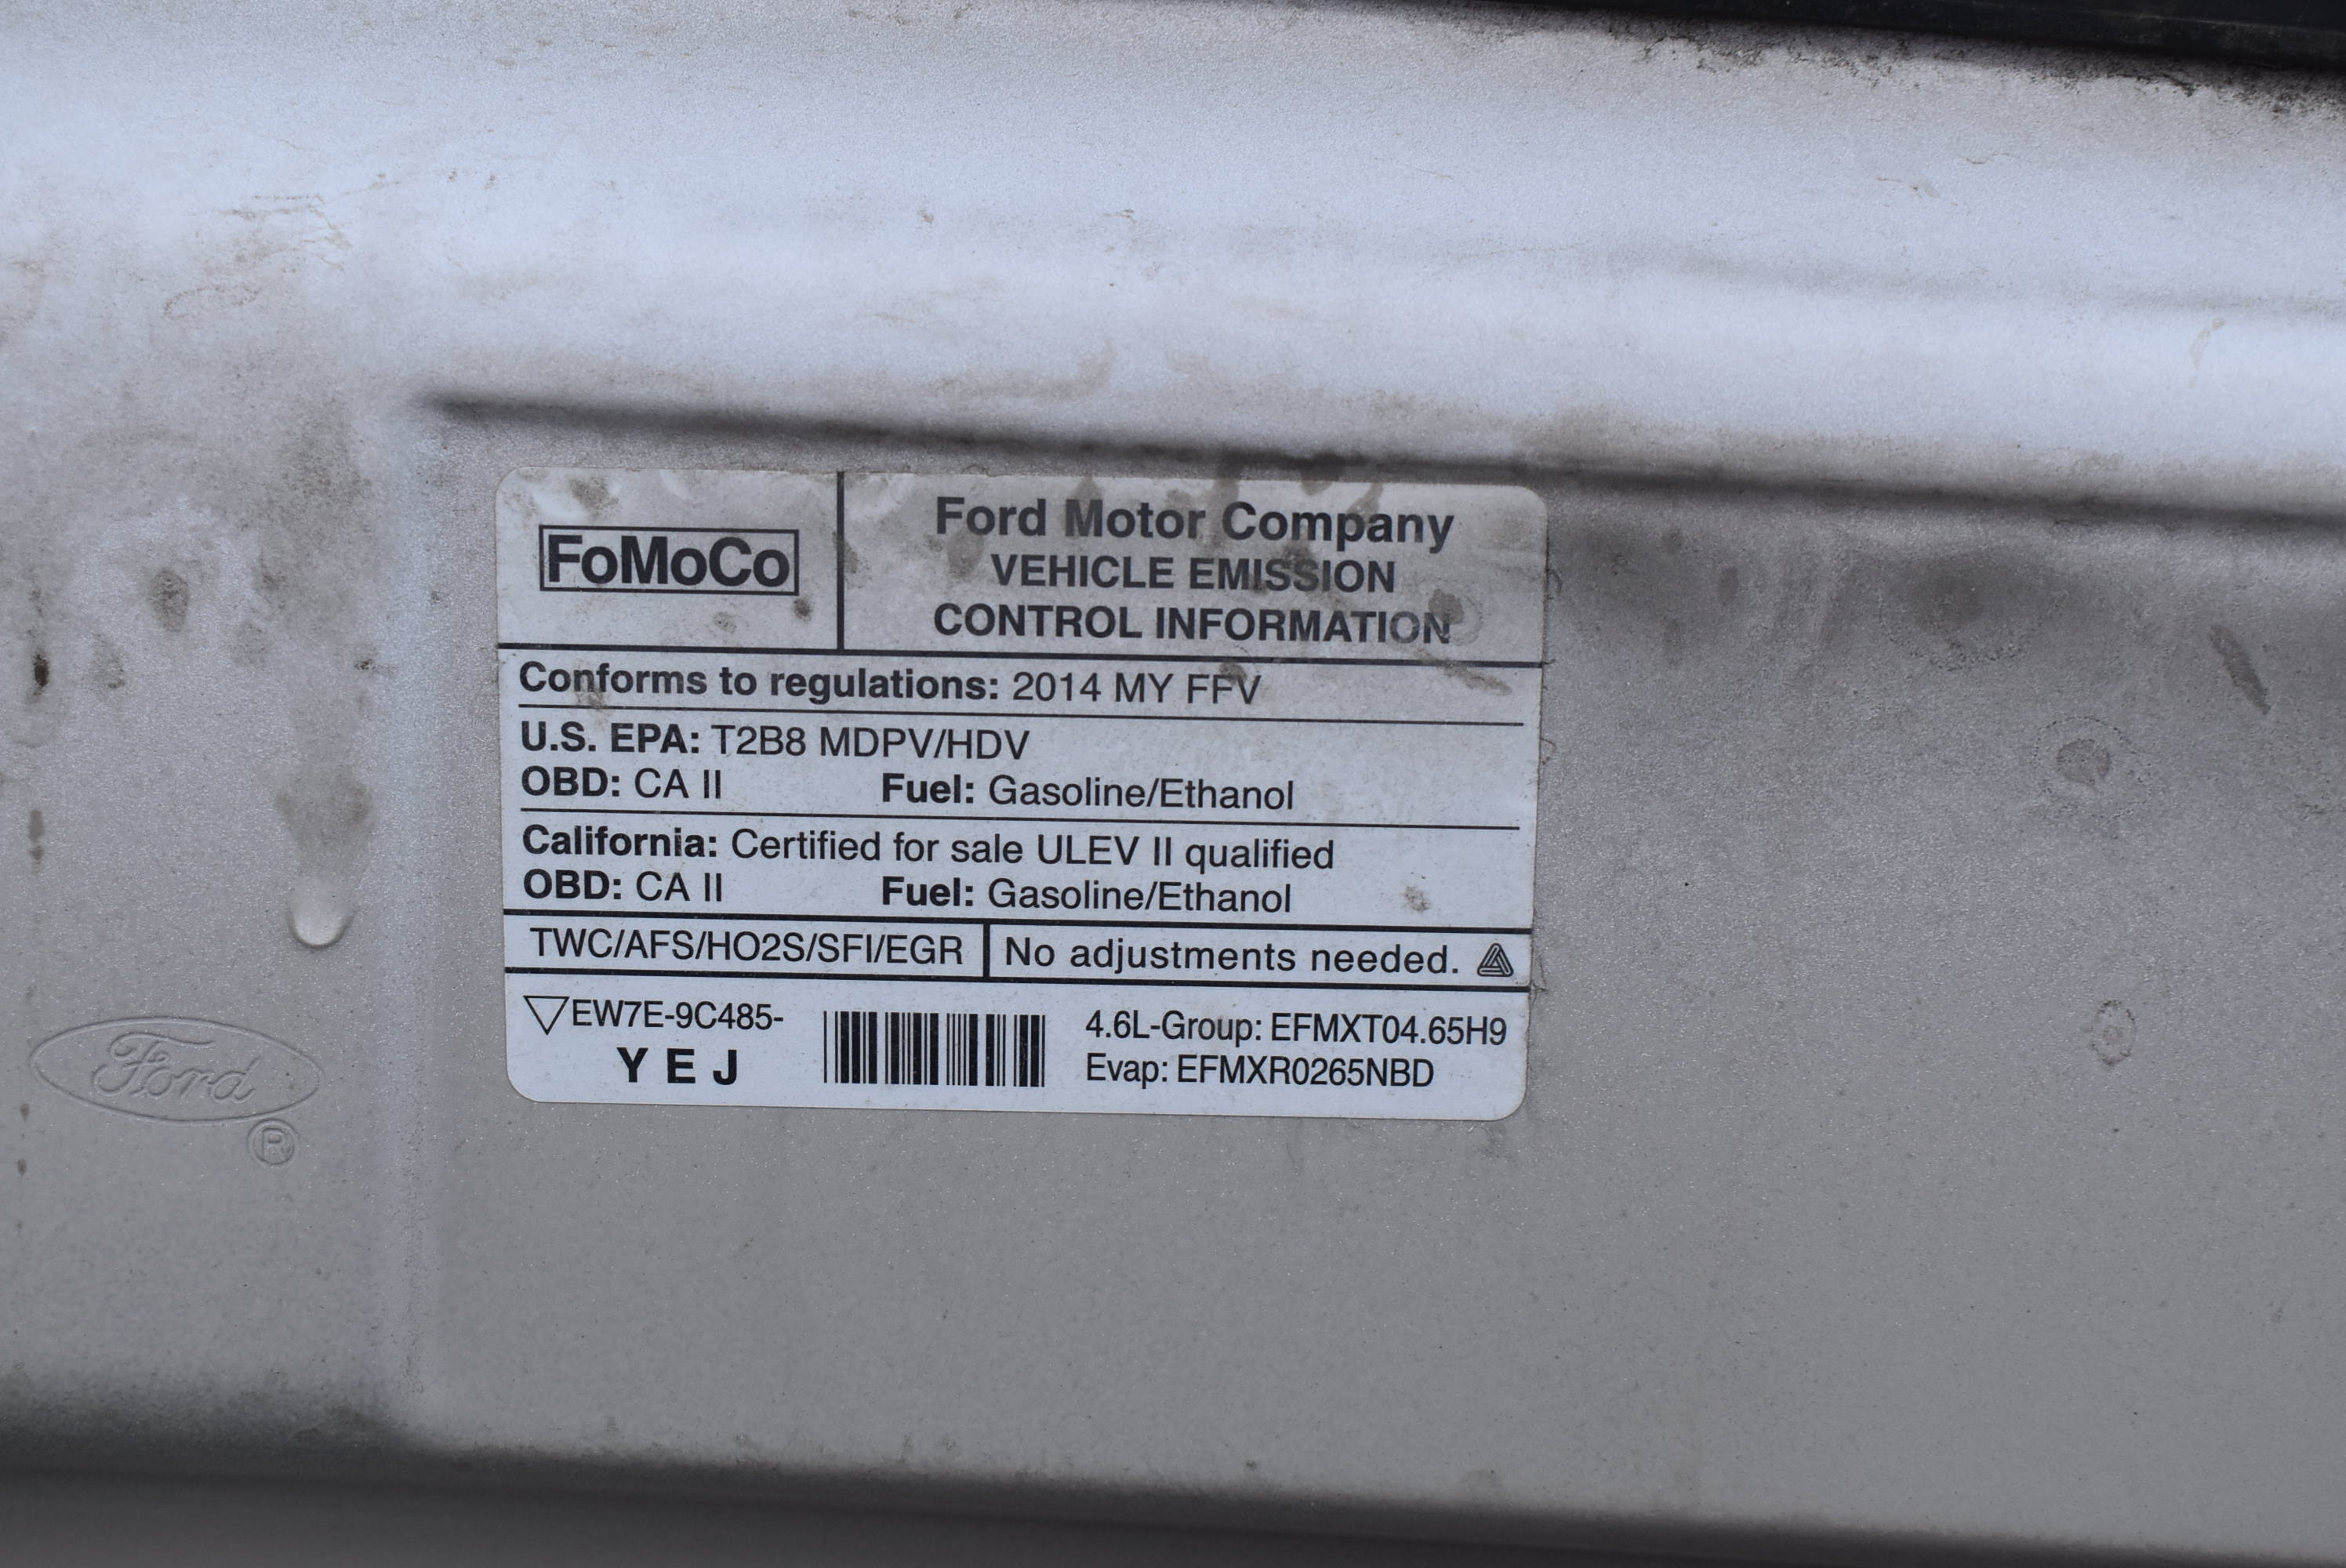 FoMoCo
Ford Motor Company
VEHICLE EMISSION
CONTROL INFORMATION
Conforms to regulations: 2014 MY FFV
U.S. EPA: T2B8 MDPV/HDV
OBD: CA II Fuel: Gasoline/Ethanol
California: Certified for sale ULEV II qualified
OBD: CA II Fuel: Gasoline/Ethanol
TWC/AFS/HO2S/SFI/EGR No adjustments needed.
EW7E-9C485-
YEJ
4.6L-Group: EFMXT04.65H9
Evap: EFMXR0265NBD
Ford
®